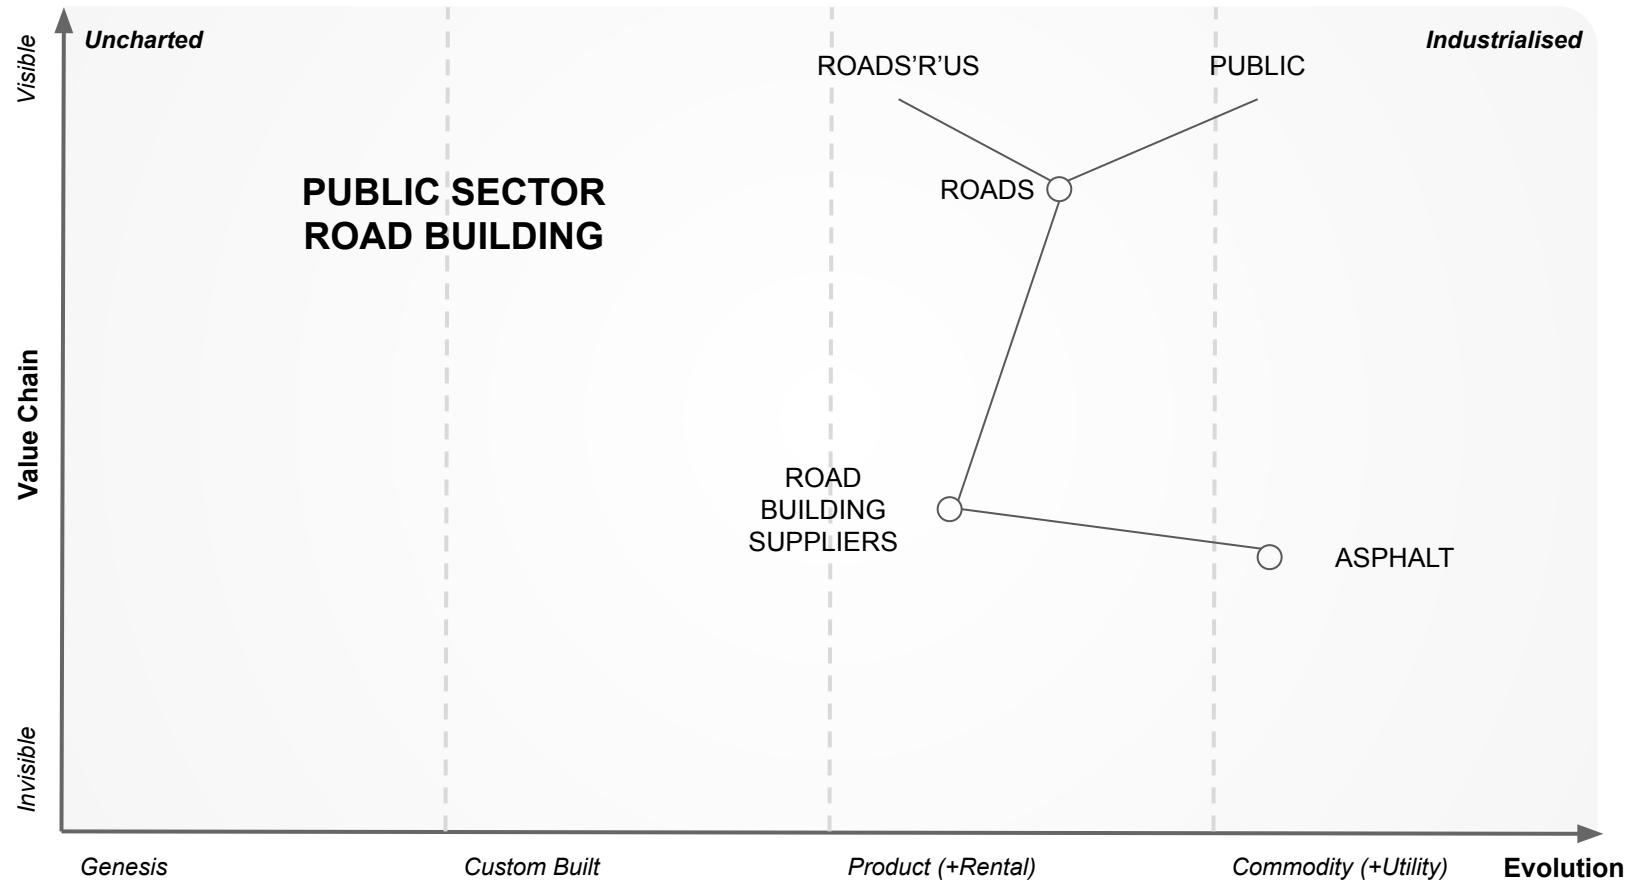 Uncharted
Industrialised
Visible
ROADS’R’US
PUBLIC
PUBLIC SECTOR
ROAD BUILDING
ROADS
Value Chain
ROAD
BUILDING
SUPPLIERS
ASPHALT
Invisible
Genesis
Custom Built
Product (+Rental)
Commodity (+Utility)
Evolution